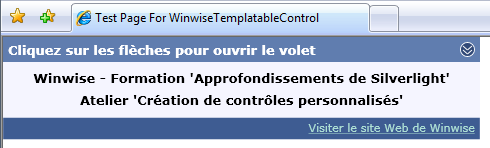 Test Page For WinwiseTemplatableControl
Cliquez sur les flèches pour ouvrir le volet
Winwise - Formation 'Approfondissements de Silverlight'
Atelier 'Création de contrôles personnalisés'
Visiter le site Web de Winwise